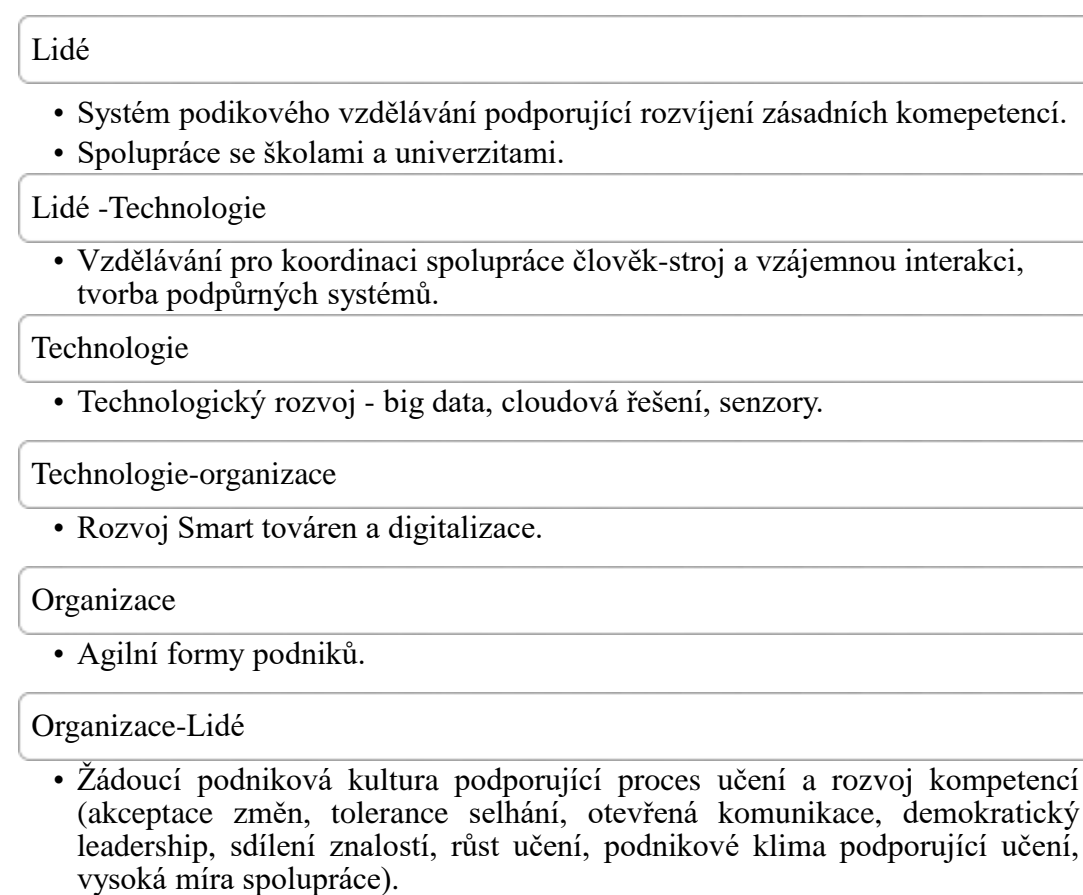 Lidé
• Systém podikového vzdělávání podporující rozvíjení zásadních komepetencí.
• Spolupráce se školami a univerzitami.
Lidé -Technologie
• Vzdělávání pro koordinaci spolupráce člověk-stroj a vzájemnou interakci,
tvorba podpůrných systémů.
Technologie
• Technologický rozvoj - big data, cloudová řešení, senzory.
Technologie-organizace
• Rozvoj Smart továren a digitalizace.
Organizace
• Agilní formy podniků.
Organizace-Lidé
• Žádoucí podniková kultura podporující proces učení a rozvoj kompetencí
(akceptace změn, tolerance selhání, otevřená komunikace, demokratický
leadership, sdílení znalostí, růst učení, podnikové klima podporující učení,
vysoká míra spolupráce).